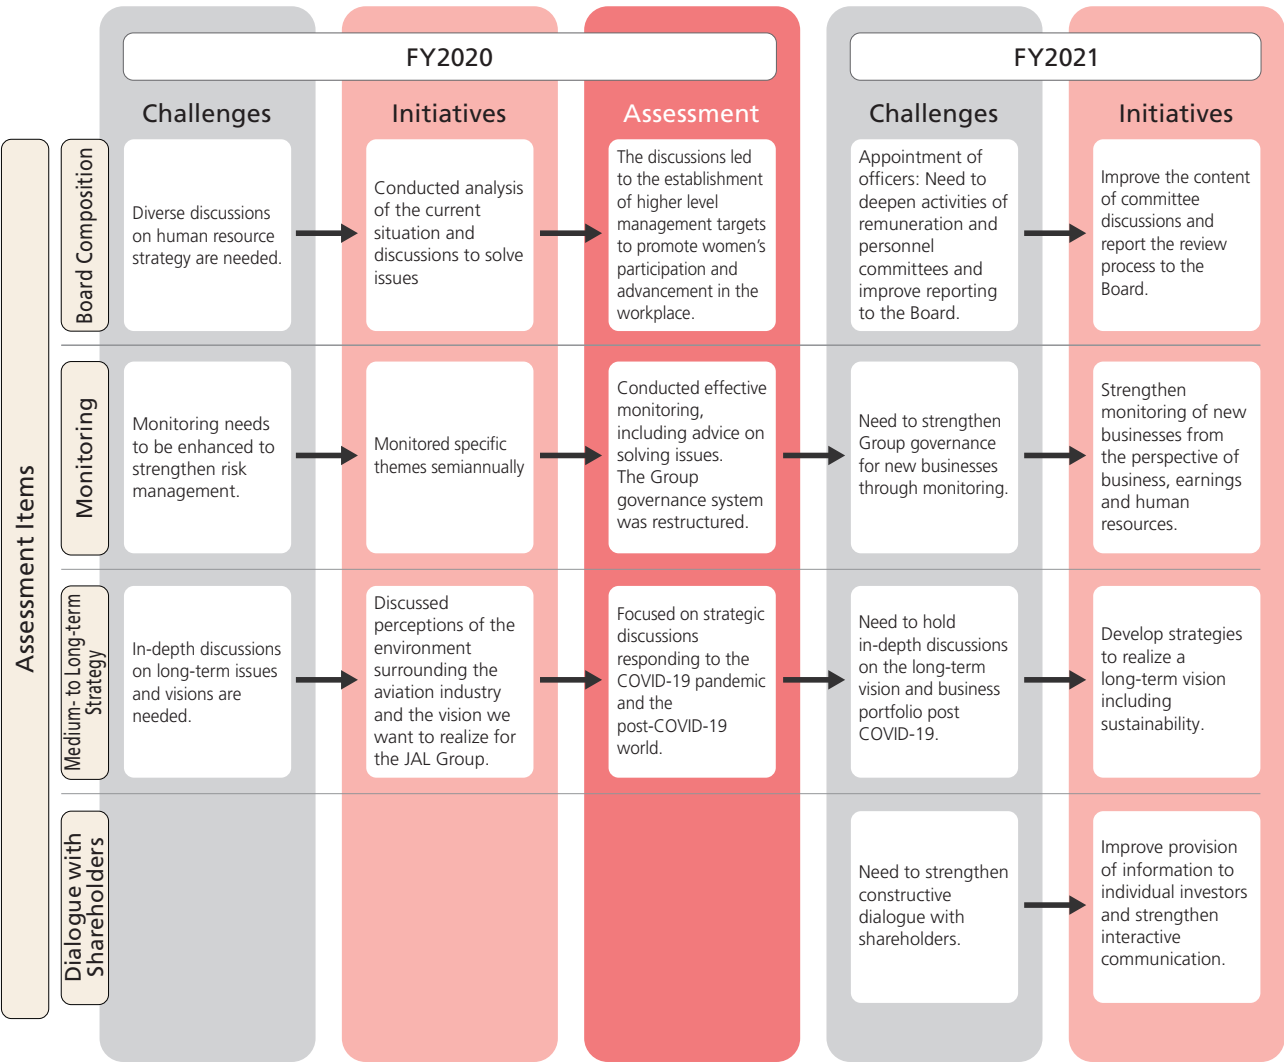 FY2020
FY2021
Challenges
Initiatives
Assessment
Challenges
Initiatives
Assessment Items
Board Composition
Diverse discussions
on human resource
strategy are needed.
Conducted analysis
of the current
situation and
discussions to solve
issues
The discussions led
to the establishment
of higher level
management targets
to promote women’s
participation and
advancement in the
workplace.
Appointment of
officers: Need to
deepen activities of
remuneration and
personnel
committees and
improve reporting
to the Board.
Improve the content
of committee
discussions and
report the review
process to the
Board.
Monitoring
Monitoring needs
to be enhanced to
strengthen risk
management.
Monitored specific
themes semiannually
Conducted effective
monitoring,
including advice on
solving issues.
The Group
governance system
was restructured.
Need to strengthen
Group governance
for new businesses
through monitoring.
Strengthen
monitoring of new
businesses from
the perspective of
business, earnings
and human
resources.
Medium- to Long-term
Strategy
In-depth discussions
on long-term issues
and visions are
needed.
Discussed
perceptions of the
environment
surrounding the
aviation industry
and the vision we
want to realize for
the JAL Group.
Focused on strategic
discussions
responding to the
COVID-19 pandemic
and the
post-COVID-19
world.
Need to hold
in-depth discussions
on the long-term
vision and business
portfolio post
COVID-19.
Develop strategies
to realize a
long-term vision
including
sustainability.
Dialogue with
Shareholders
Need to strengthen
constructive
dialogue with
shareholders.
Improve provision
of information to
individual investors
and strengthen
interactive
communication.